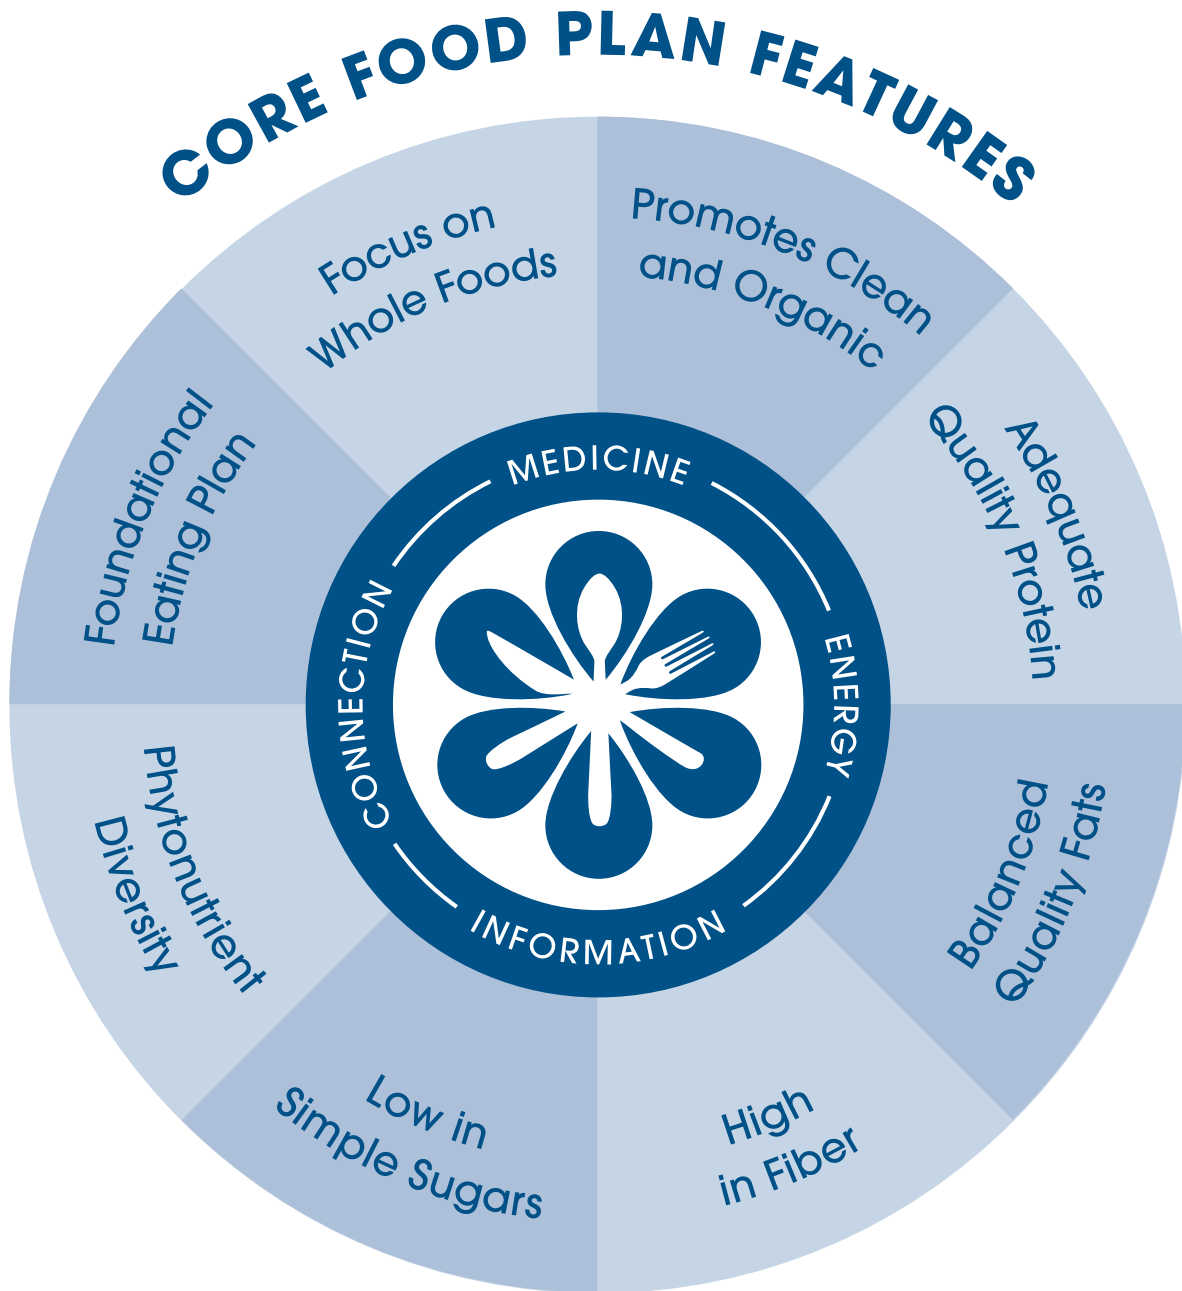 CORE FOOD PLAN FEATURES
Promotes Clean
and Organic
Adequate
Quality Protein
Balanced
Quality Fats
High
in Fiber
Low in
Simple Sugars
Phytonutrient
Diversity
Foundational
Eating Plan
Focus on
Whole Foods
MEDICINE
ENERGY
INFORMATION
CONNECTION